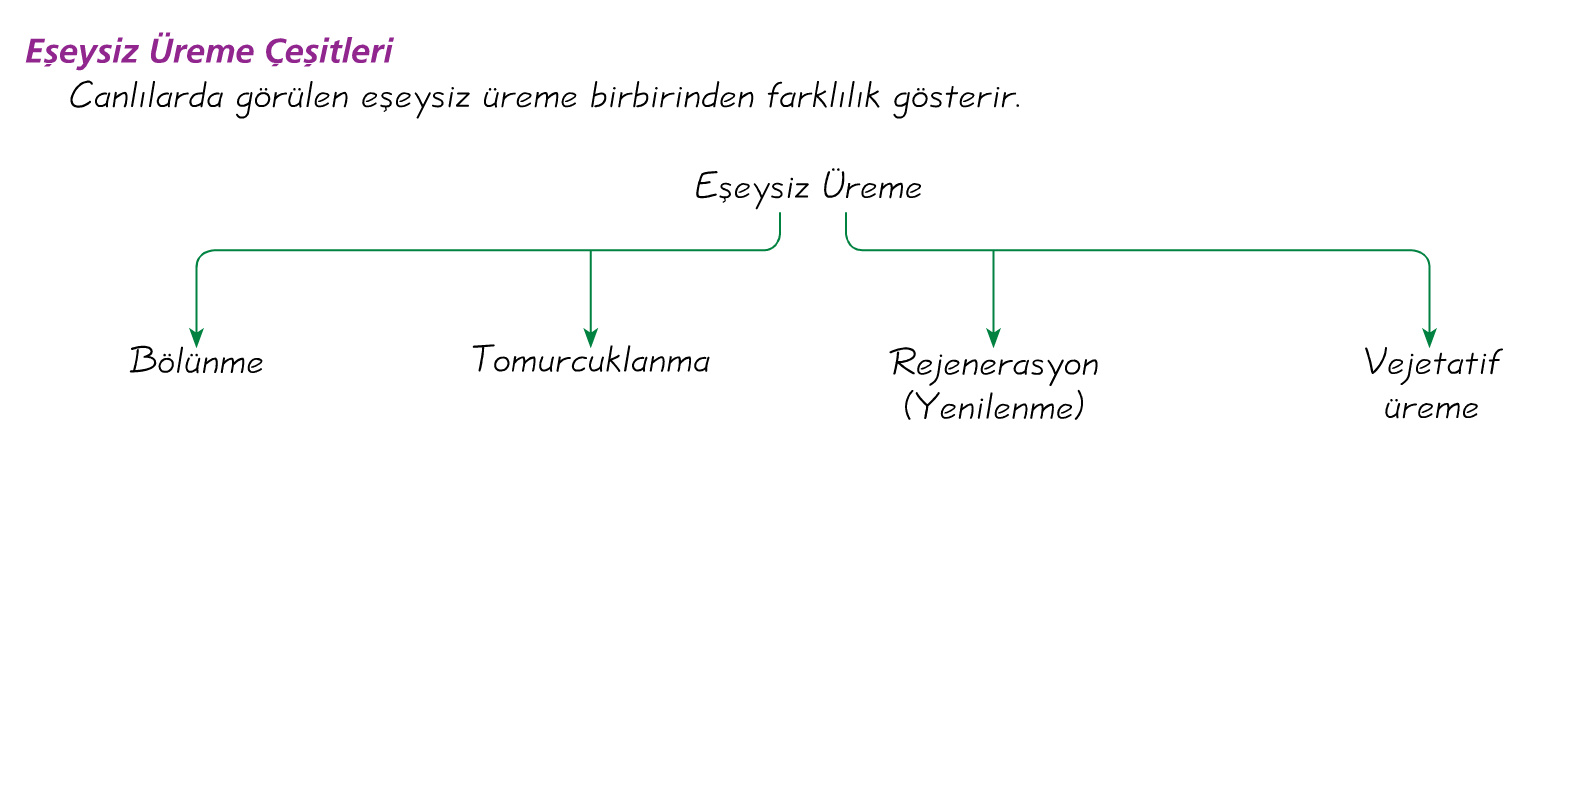 Eşeysiz Üreme Çeşitleri
Canlılarda görülen eşeysiz üreme birbirinden farklılık gösterir.
Eşeysiz Üreme
Bölünme
Tomurcuklanma
Rejenerasyon
(Yenilenme)
Vejetatif
üreme